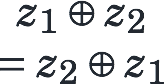 z₁ ⊕ z₂
= z₂ ⊕ z₁